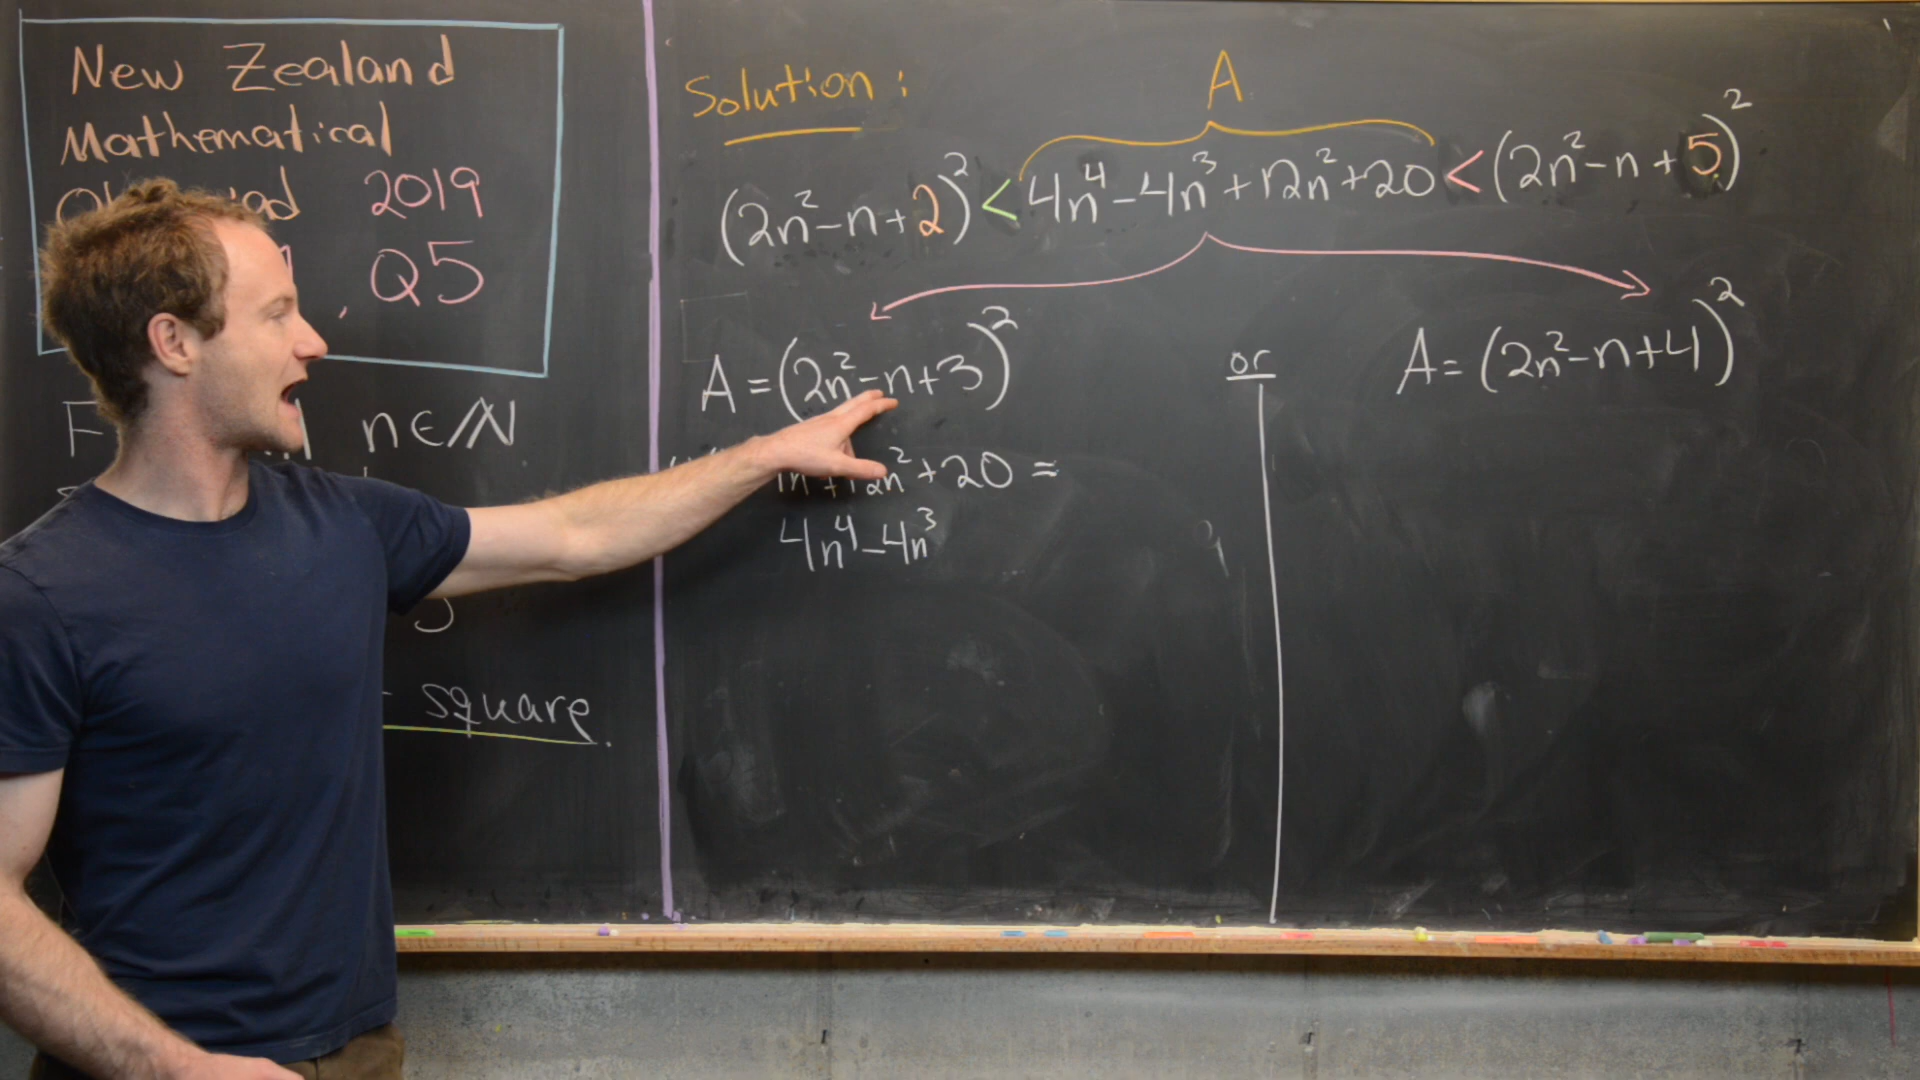 New Zealand
Mathematical
2019
, Q5
n∈ℕ
square.
Solution:
A
(2n²-n+2)² < 4n⁴-4n³+12n²+20 < (2n²-n+5)²
A=(2n²-n+3)²
+20 =
4n⁴-4n³
or
A=(2n²-n+4)²